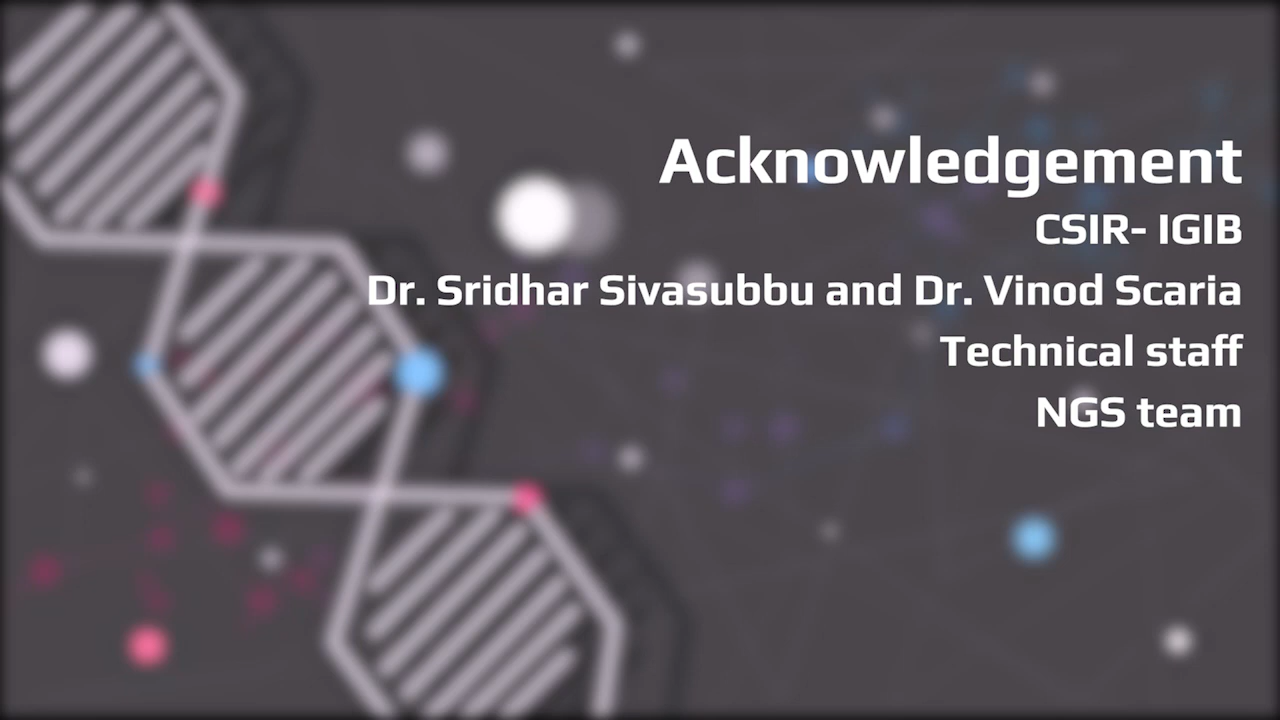 Acknowledgement
CSIR- IGIB
Dr. Sridhar Sivasubbu and Dr. Vinod Scaria
Technical staff
NGS team